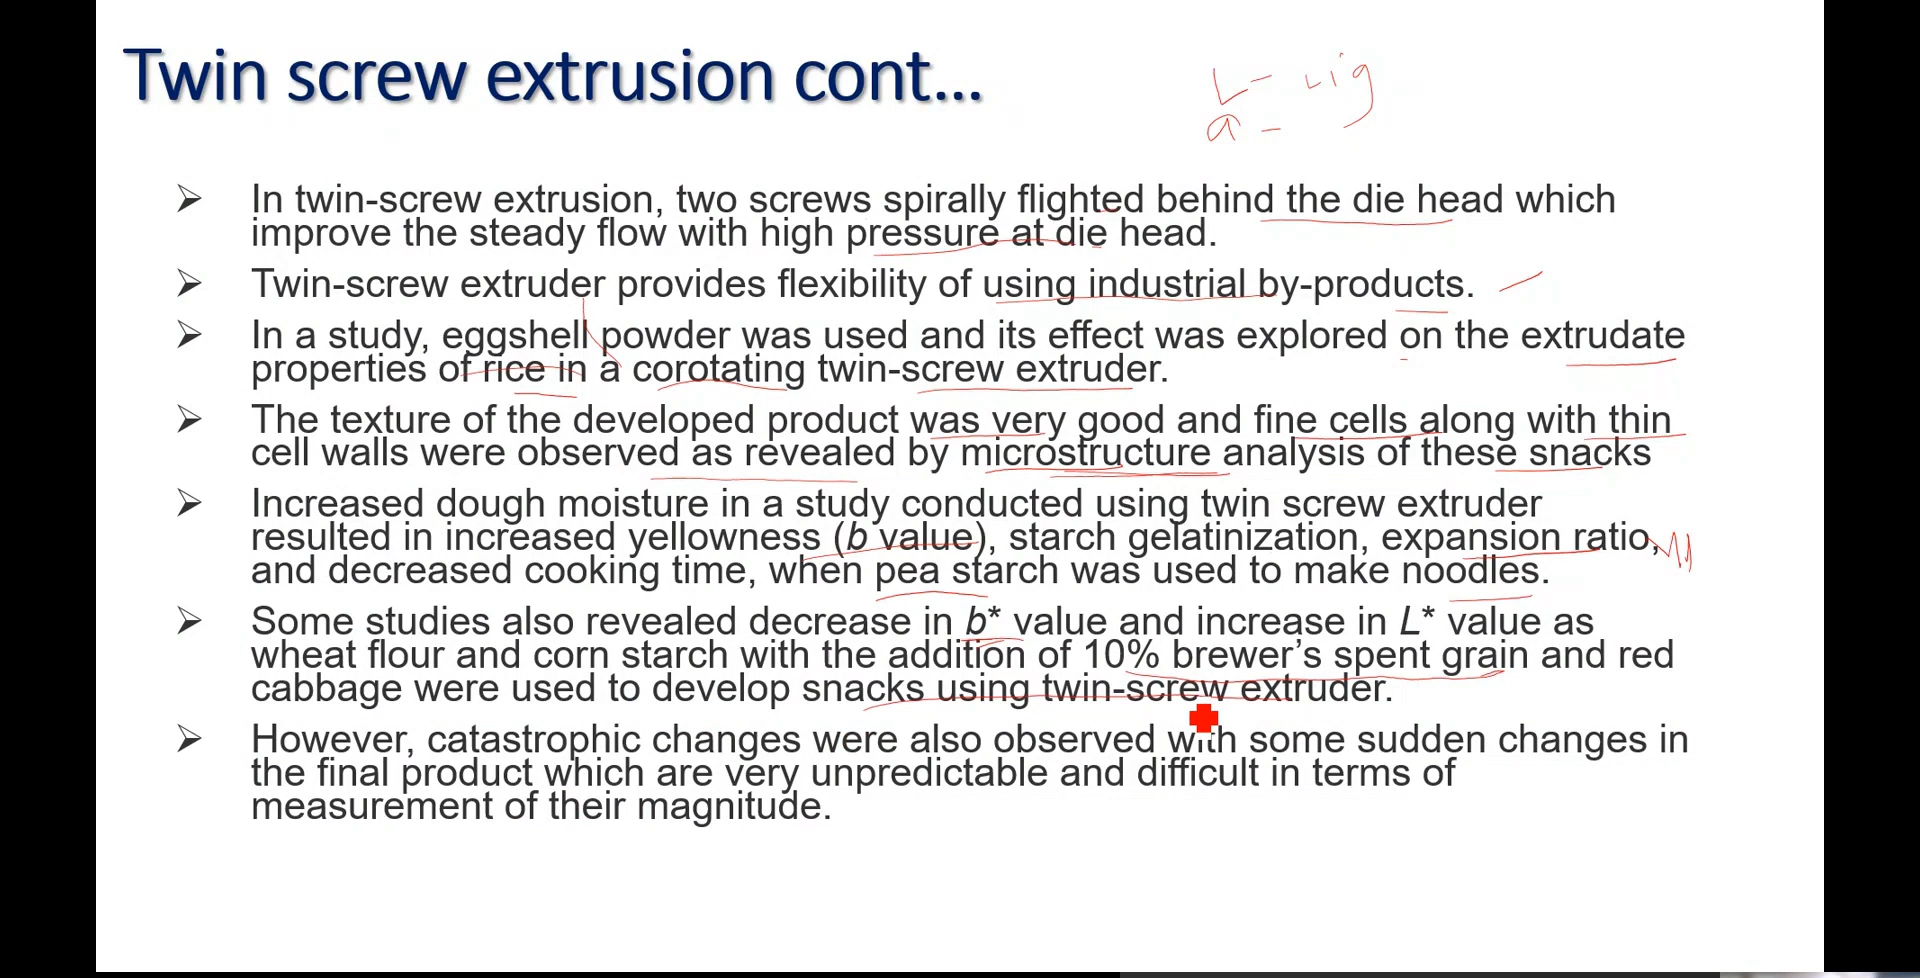 Twin screw extrusion cont...
L - Lig
a -
➢ In twin-screw extrusion, two screws spirally flighted behind the die head which
improve the steady flow with high pressure at die head.
➢ Twin-screw extruder provides flexibility of using industrial by-products.
➢ In a study, eggshell powder was used and its effect was explored on the extrudate
properties of rice in a corotating twin-screw extruder.
➢ The texture of the developed product was very good and fine cells along with thin
cell walls were observed as revealed by microstructure analysis of these snacks
➢ Increased dough moisture in a study conducted using twin screw extruder
resulted in increased yellowness (b value), starch gelatinization, expansion ratio,
and decreased cooking time, when pea starch was used to make noodles.
➢ Some studies also revealed decrease in b* value and increase in L* value as
wheat flour and corn starch with the addition of 10% brewer’s spent grain and red
cabbage were used to develop snacks using twin-screw extruder.
➢ However, catastrophic changes were also observed with some sudden changes in
the final product which are very unpredictable and difficult in terms of
measurement of their magnitude.